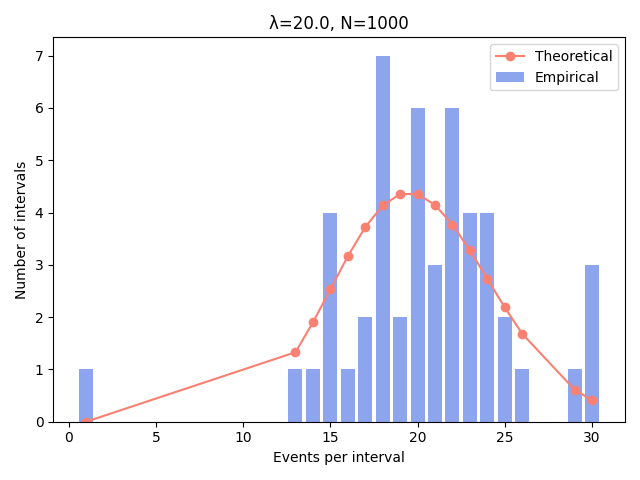 λ=20.0, N=1000
Theoretical
Empirical
Number of intervals
7
6
5
4
3
2
1
0
0 5 10 15 20 25 30
Events per interval